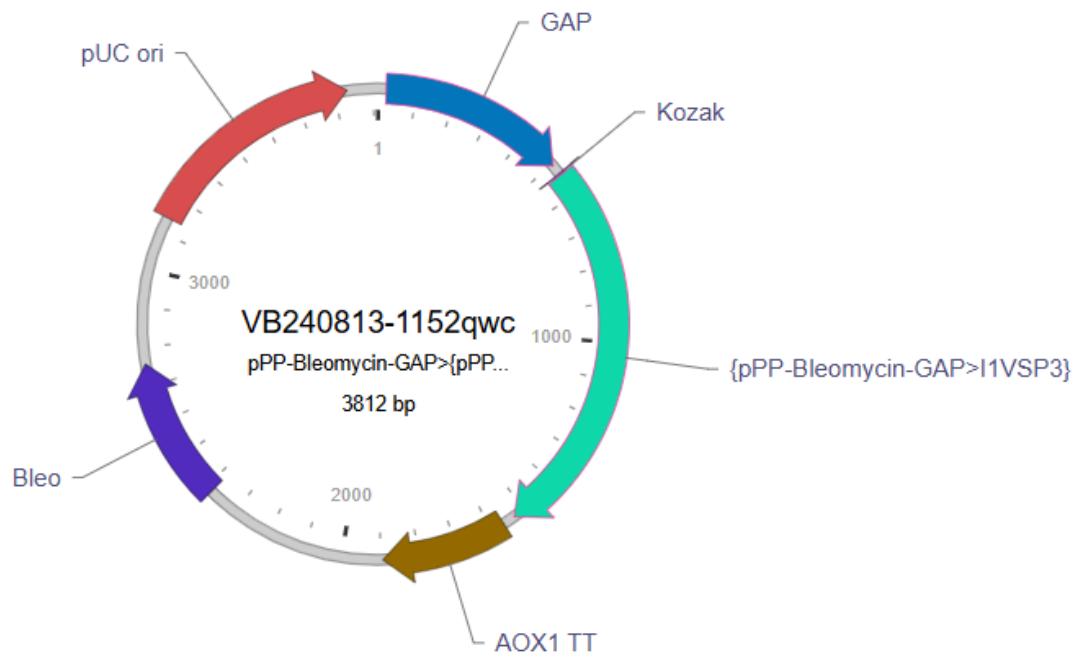 GAP
pUC ori
Kozak
1
3000
VB240813-1152qwc
1000
pPP-Bleomycin-GAP>{pPP...
{pPP-Bleomycin-GAP>I1VSP3}
3812 bp
Bleo
2000
AOX1 TT